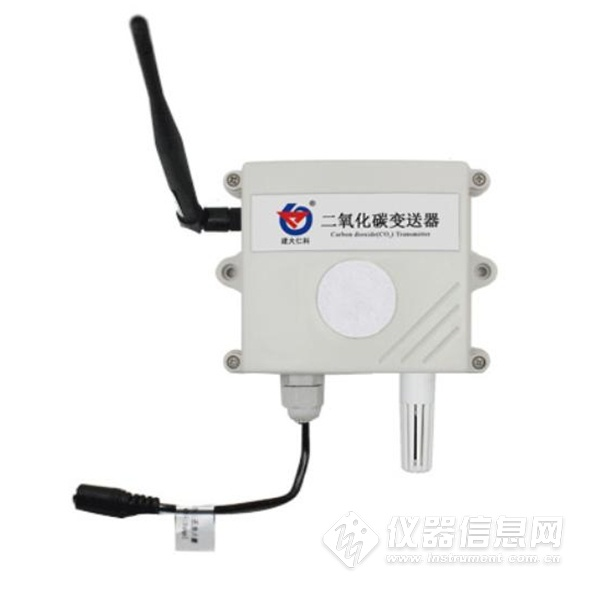 ®
二氧化碳变送器
Carbon dioxide(CO₂) Transmitter
建大仁科
仪器信息网
www.instrument.com.cn